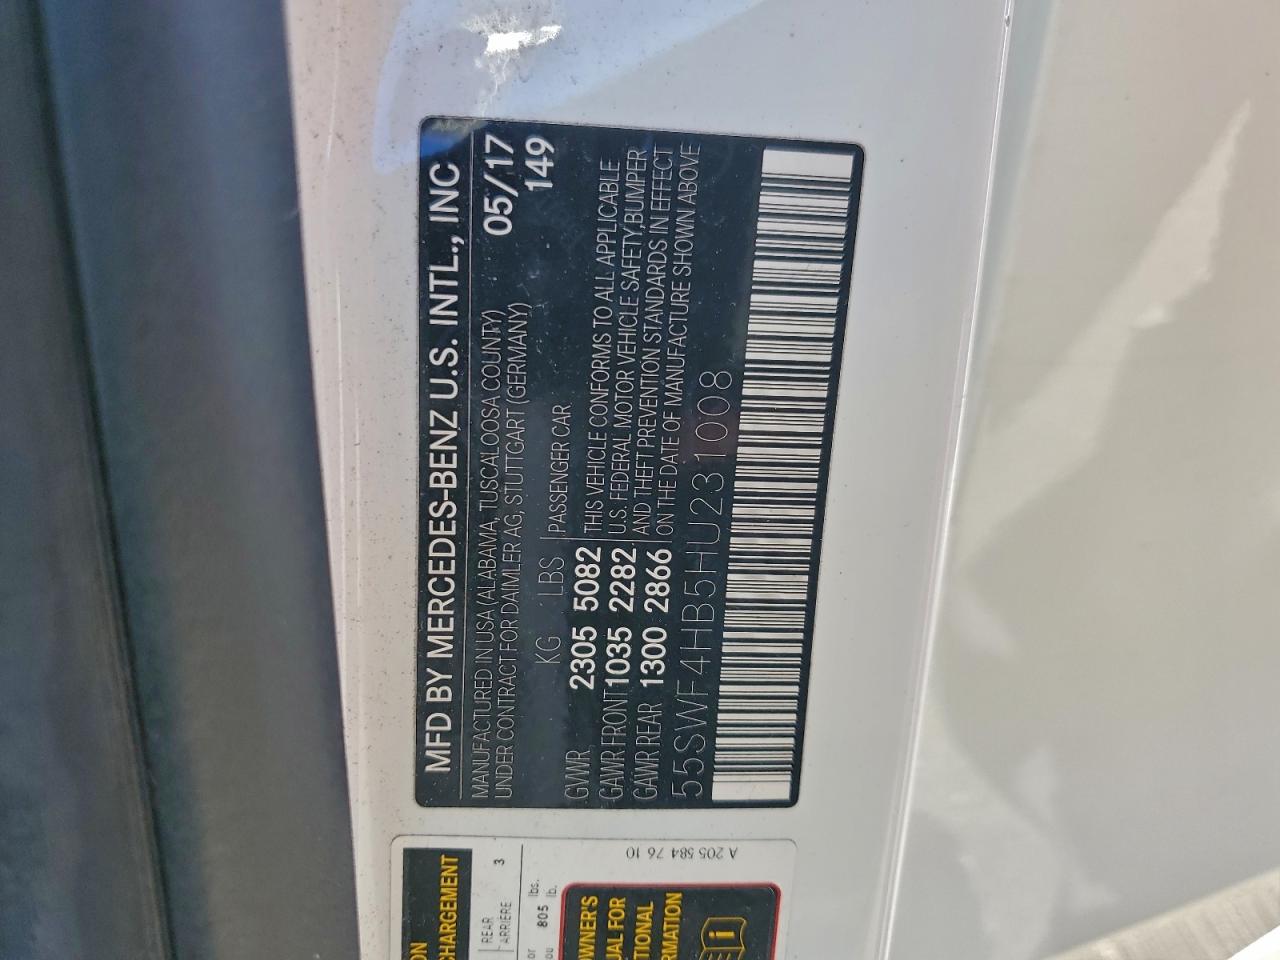 MFD BY MERCEDES-BENZ U.S. INTL., INC
MANUFACTURED IN USA (ALABAMA, TUSCALOOSA COUNTY) 05/17
UNDER CONTRACT FOR DAIMLER AG, STUTTGART (GERMANY) 149
KG LBS PASSENGER CAR
GVWR 2305 5082 THIS VEHICLE CONFORMS TO ALL APPLICABLE
GAWR FRONT 1035 2282 U.S. FEDERAL MOTOR VEHICLE SAFETY,BUMPER
GAWR REAR 1300 2866 AND THEFT PREVENTION STANDARDS IN EFFECT
ON THE DATE OF MANUFACTURE SHOWN ABOVE
55SWF4HB5HU231008
ON
CHARGEMENT
REAR
ARRIÈRE
3
or
ou
805
lbs.
lb.
OWNER'S
UAL FOR
TIONAL
RMATION
i
A 205 584 76 10